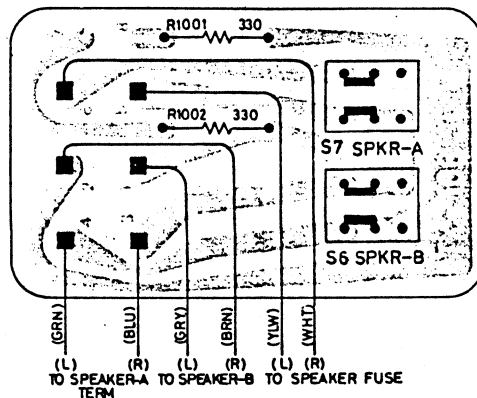 R1001 330
R1002 330
S7 SPKR-A
S6 SPKR-B
(GRN) (BLU) (GRY) (BRN) (YLW) (WHT)
(L) (R) (L) (R) (L) (R)
TO SPEAKER-A TO SPEAKER-B TO SPEAKER FUSE
TERM